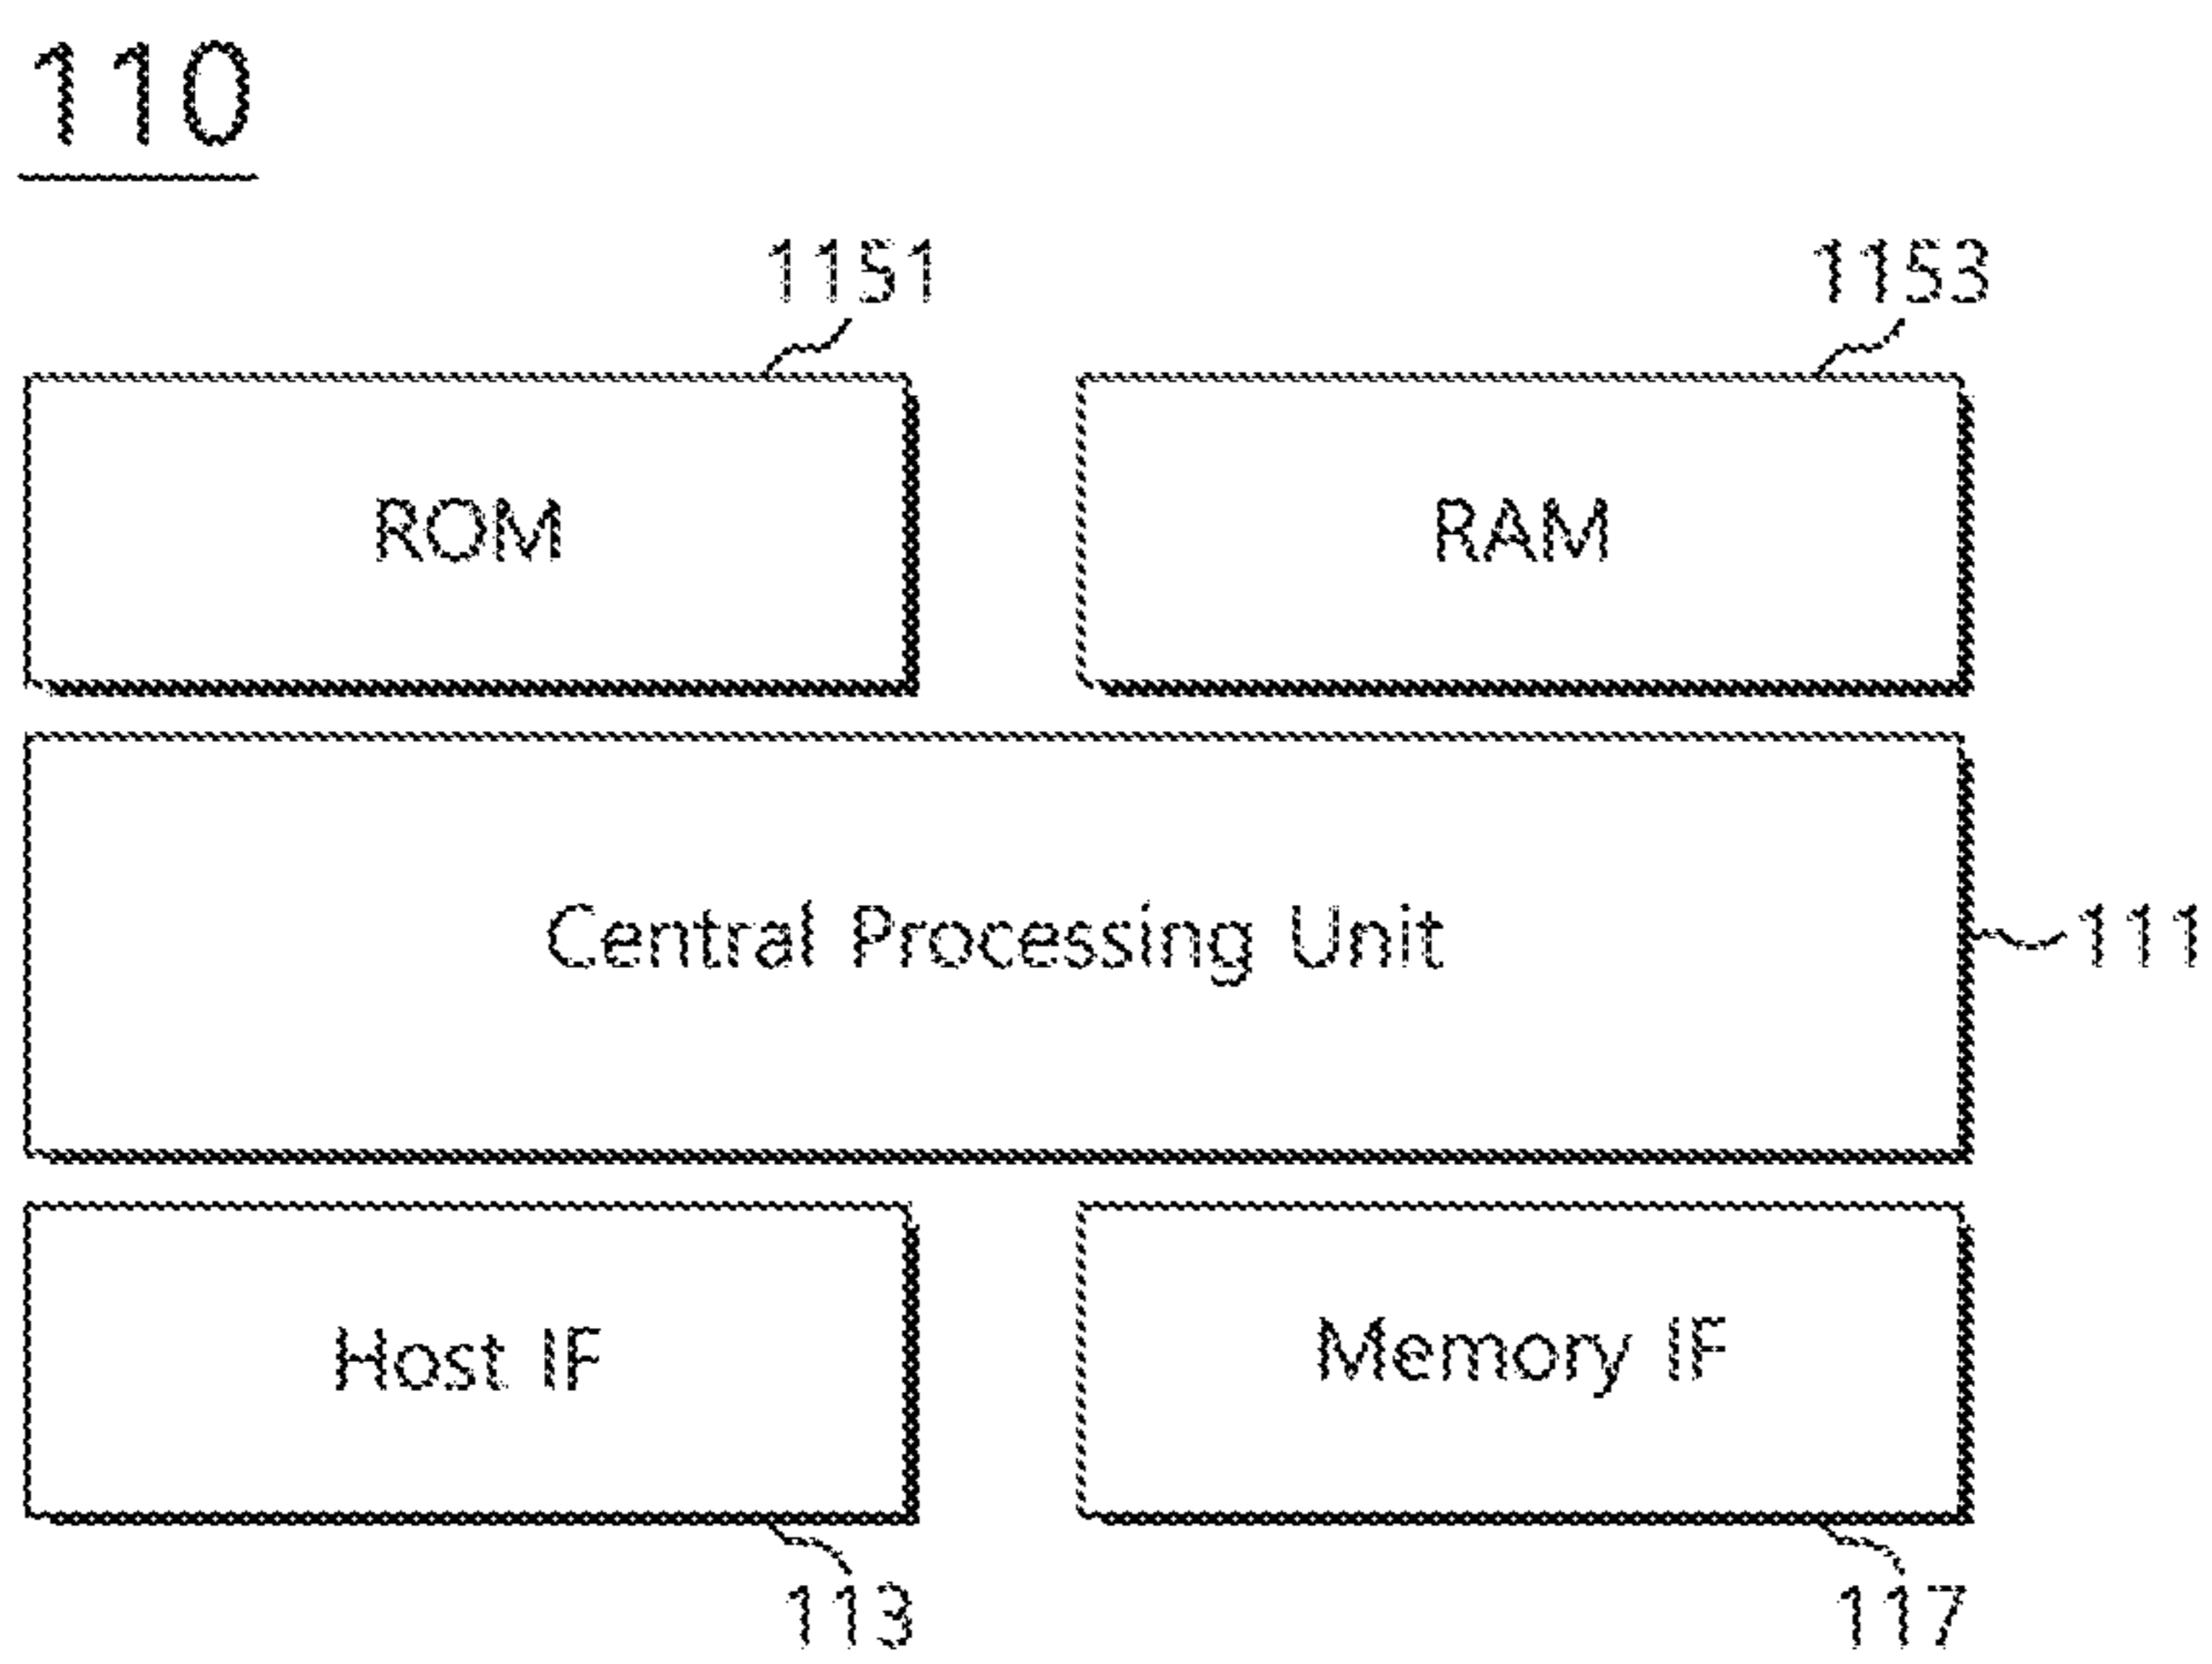 110
1151
1153
ROM
RAM
Central Processing Unit
111
Host IF
Memory IF
113
117